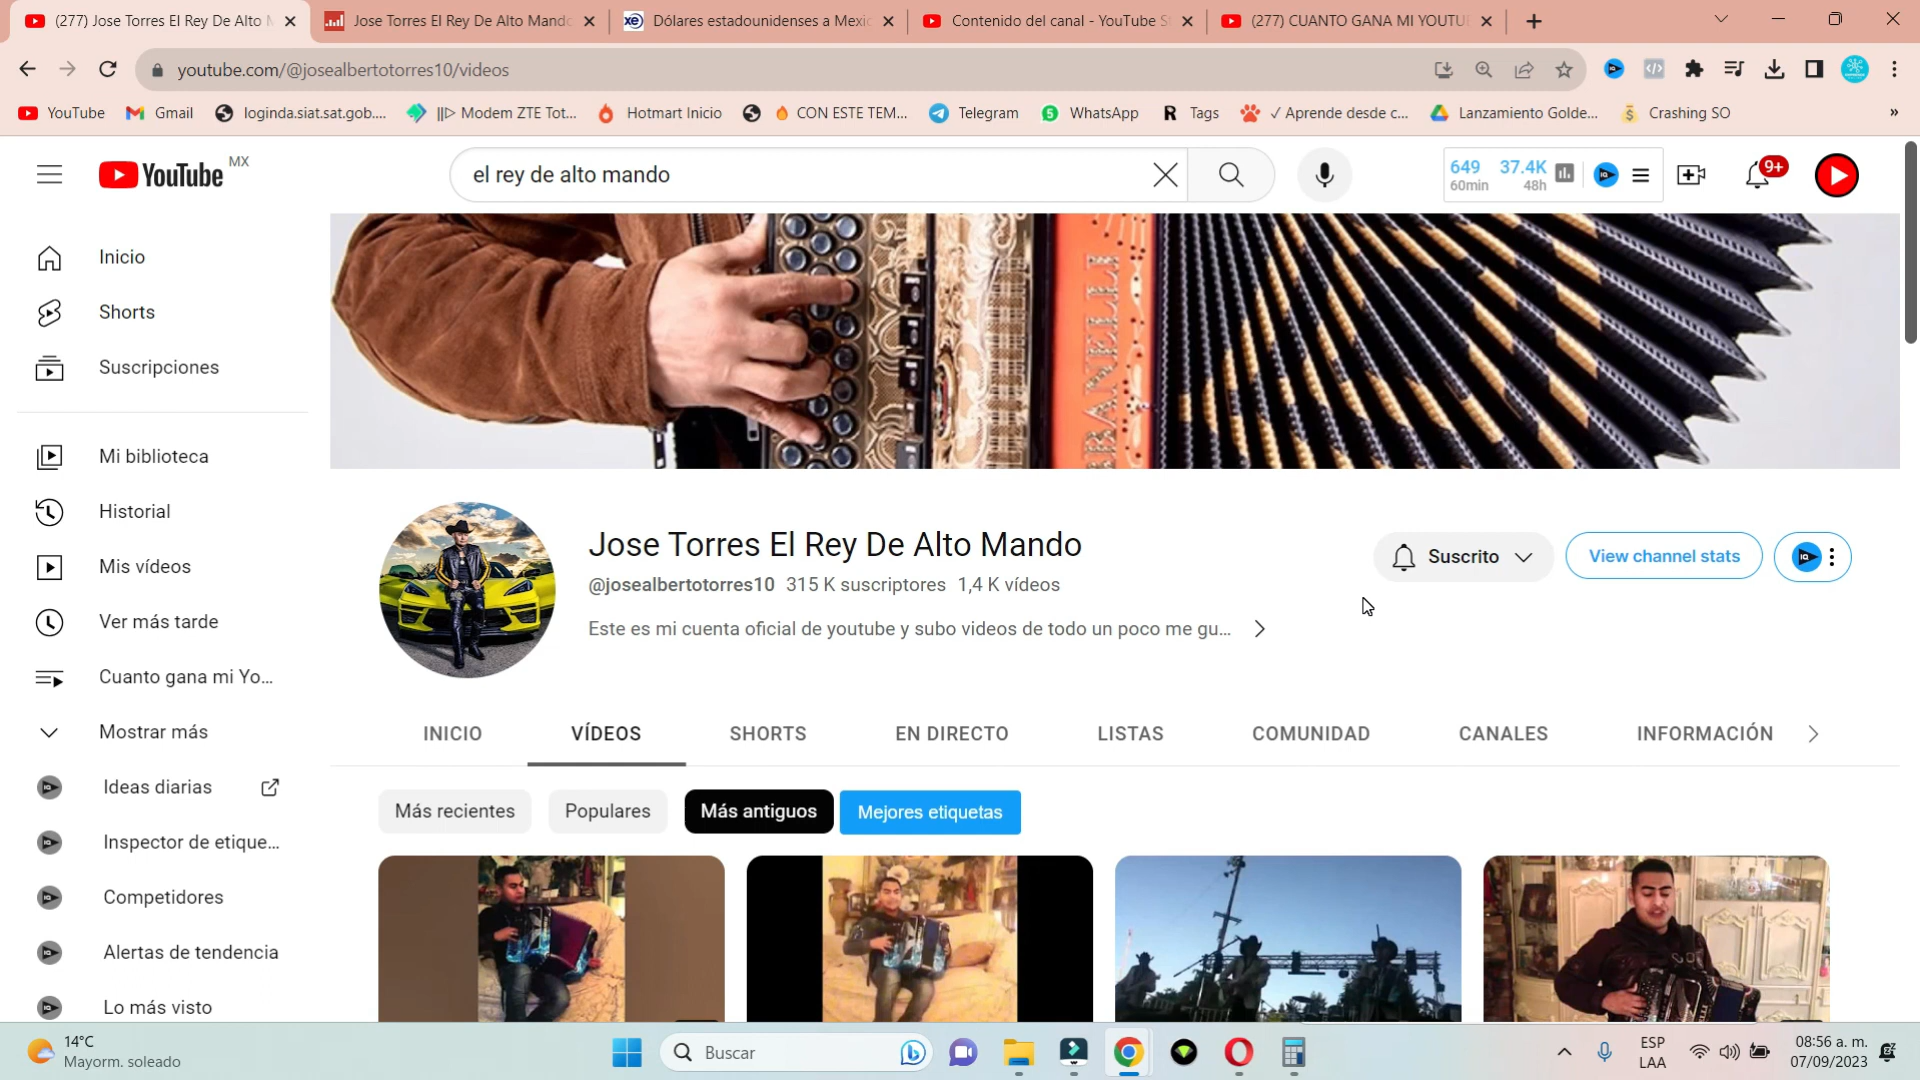 (277) Jose Torres El Rey De Alto M
Jose Torres El Rey De Alto Mando
Dólares estadounidenses a Mexic
Contenido del canal - YouTube S
(277) CUANTO GANA MI YOUTU
youtube.com/@josealbertotorres10/videos
YouTube
Gmail
loginda.siat.sat.gob....
||▷ Modem ZTE Tot...
Hotmart Inicio
CON ESTE TEM...
Telegram
WhatsApp
Tags
✓ Aprende desde c...
Lanzamiento Golde...
Crashing SO
»
YouTube MX
el rey de alto mando
649 37.4K
60min 48h
9+
Inicio
Shorts
Suscripciones
Mi biblioteca
Historial
Mis vídeos
Ver más tarde
Cuanto gana mi Yo...
Mostrar más
Ideas diarias
Inspector de etique...
Competidores
Alertas de tendencia
Lo más visto
Jose Torres El Rey De Alto Mando
@josealbertotorres10 315 K suscriptores 1,4 K vídeos
Este es mi cuenta oficial de youtube y subo videos de todo un poco me gu...
Suscrito
View channel stats
INICIO
VÍDEOS
SHORTS
EN DIRECTO
LISTAS
COMUNIDAD
CANALES
INFORMACIÓN
Más recientes
Populares
Más antiguos
Mejores etiquetas
14°C
Mayorm. soleado
Buscar
ESP
LAA
08:56 a. m.
07/09/2023